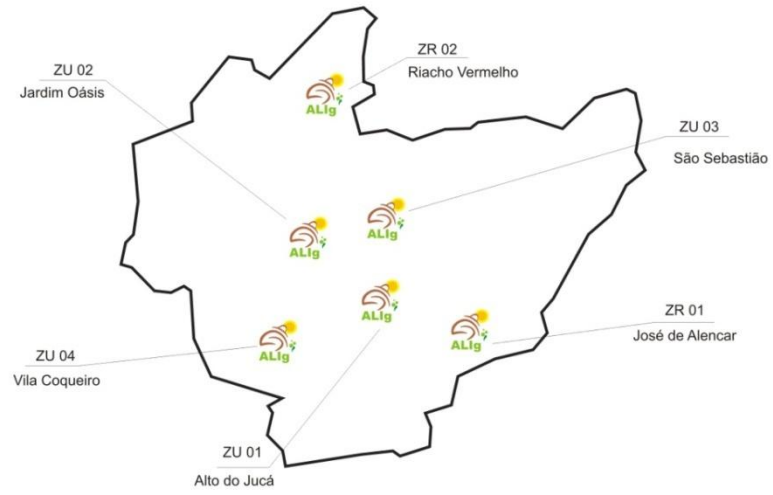 ZR 02
Riacho Vermelho
ZU 02
Jardim Oásis
ALIg
ZU 03
São Sebastião
ALIg
ALIg
ALIg
ZR 01
José de Alencar
ALIg
ALIg
ZU 04
Vila Coqueiro
ZU 01
Alto do Jucá